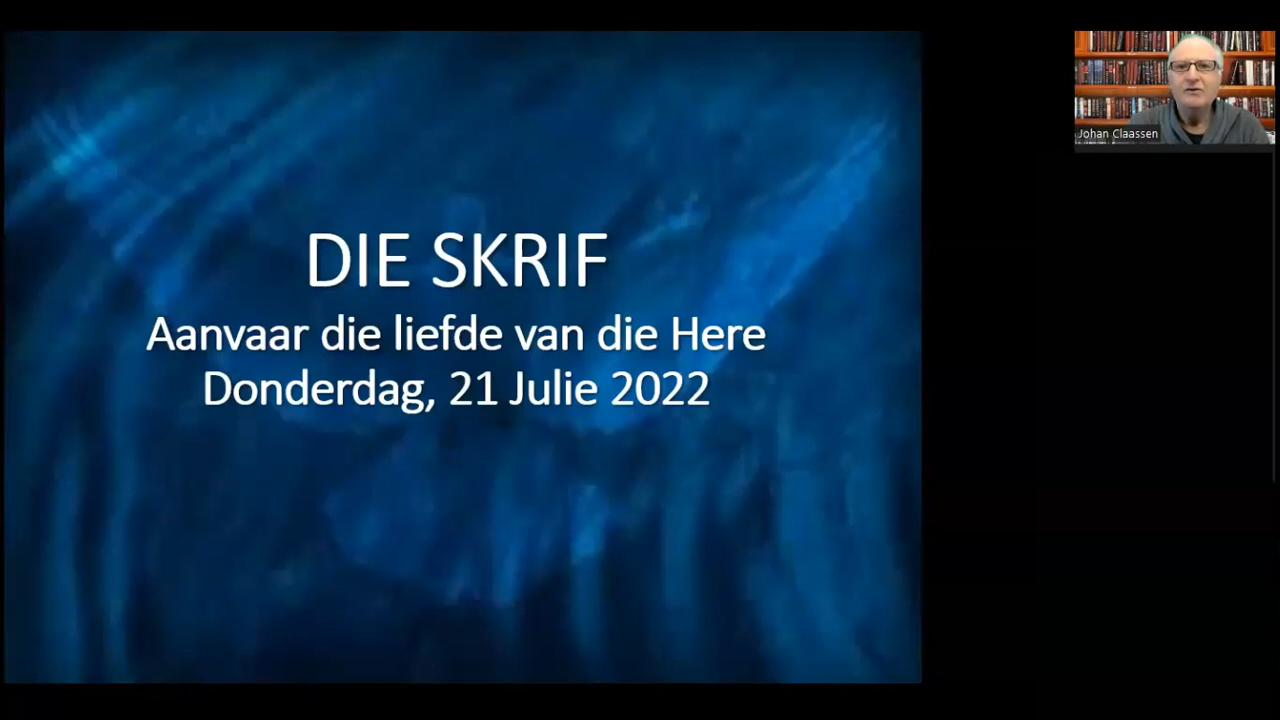 DIE SKRIF
Aanvaar die liefde van die Here
Donderdag, 21 Julie 2022
Johan Claassen